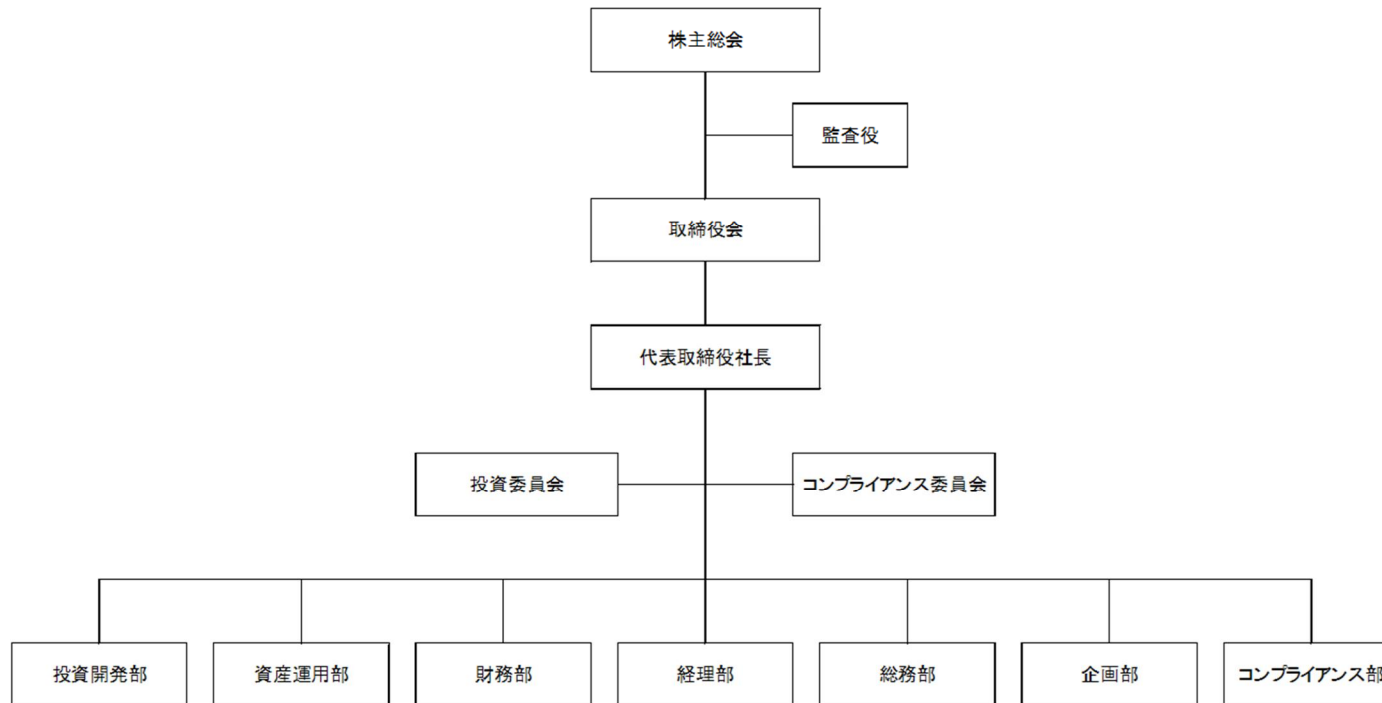 株主総会
監査役
取締役会
代表取締役社長
投資委員会
コンプライアンス委員会
投資開発部
資産運用部
財務部
経理部
総務部
企画部
コンプライアンス部